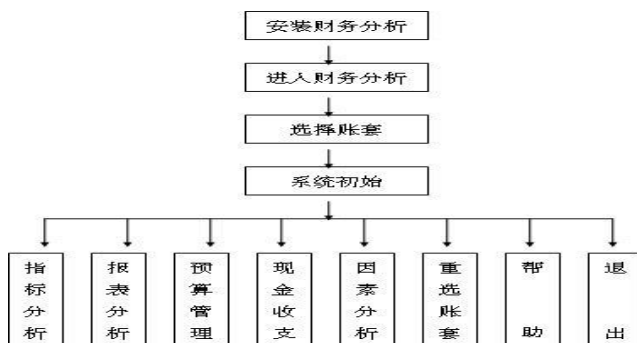 安装财务分析
进入财务分析
选择账套
系统初始
指标分析
报表分析
预算管理
现金收支
因素分析
重选账套
帮助
退出